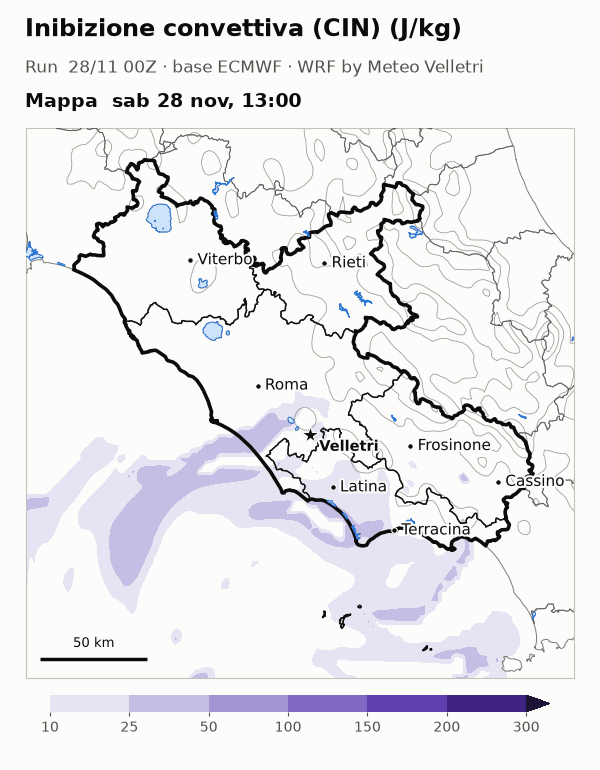 Inibizione convettiva (CIN) (J/kg)
Run  28/11 00Z · base ECMWF · WRF by Meteo Velletri
Mappa  sab 28 nov, 13:00
Viterbo
Rieti
Roma
Velletri
Frosinone
Cassino
Latina
Terracina
50 km
10 25 50 100 150 200 300